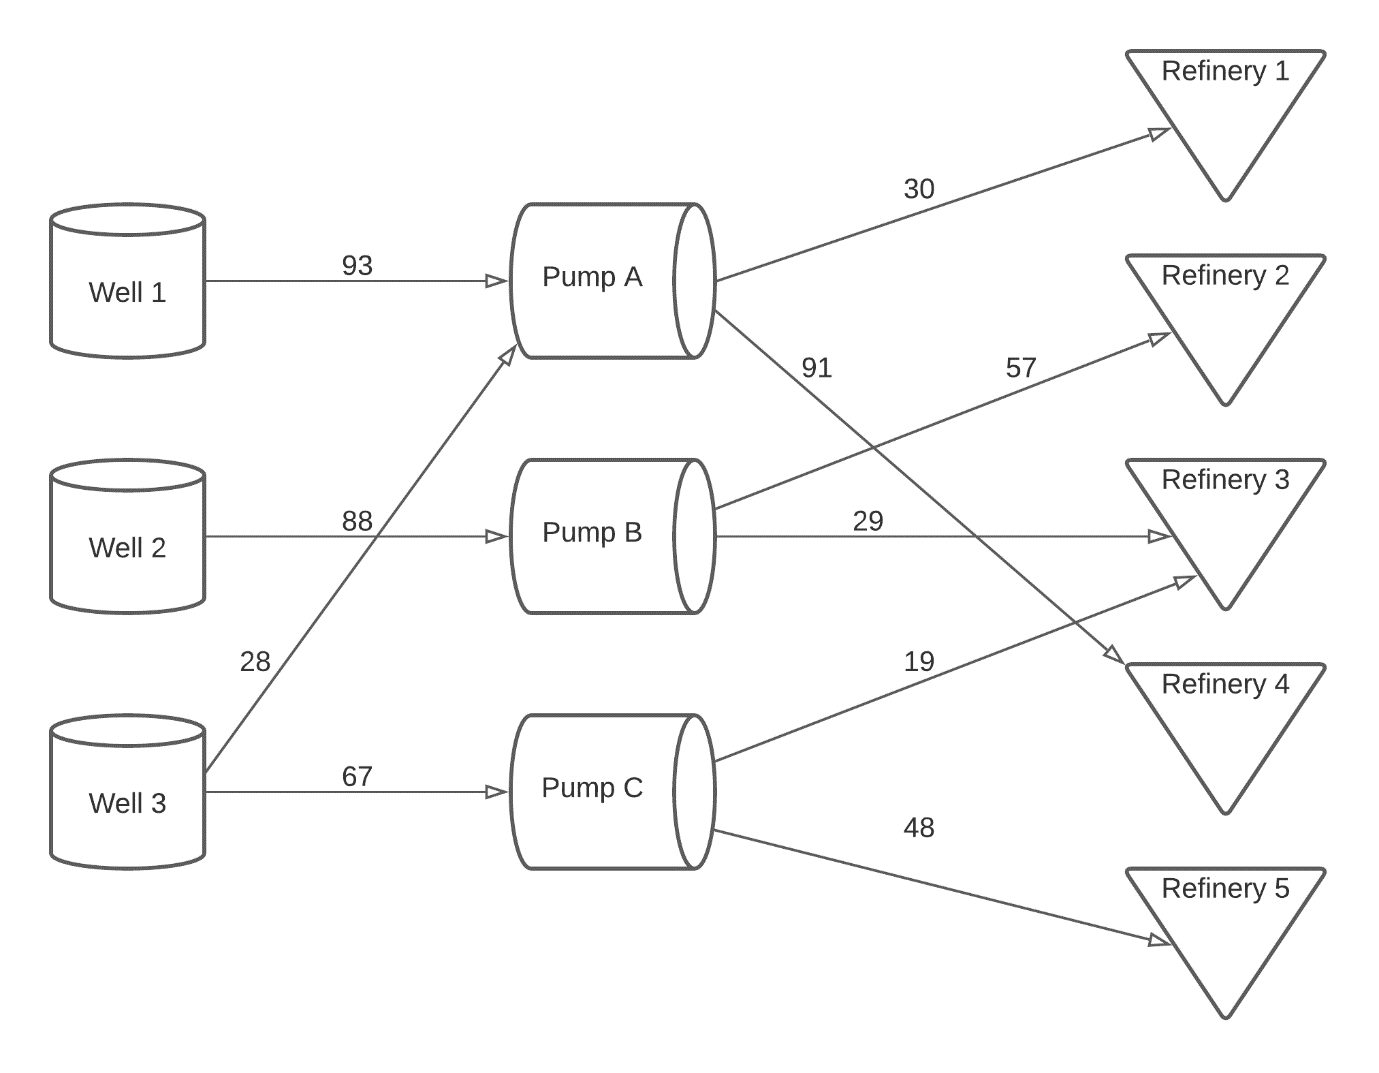 Refinery 1
30
Refinery 2
93
Well 1
Pump A
91
57
Refinery 3
88
Well 2
Pump B
29
28
19
Refinery 4
67
Well 3
Pump C
48
Refinery 5